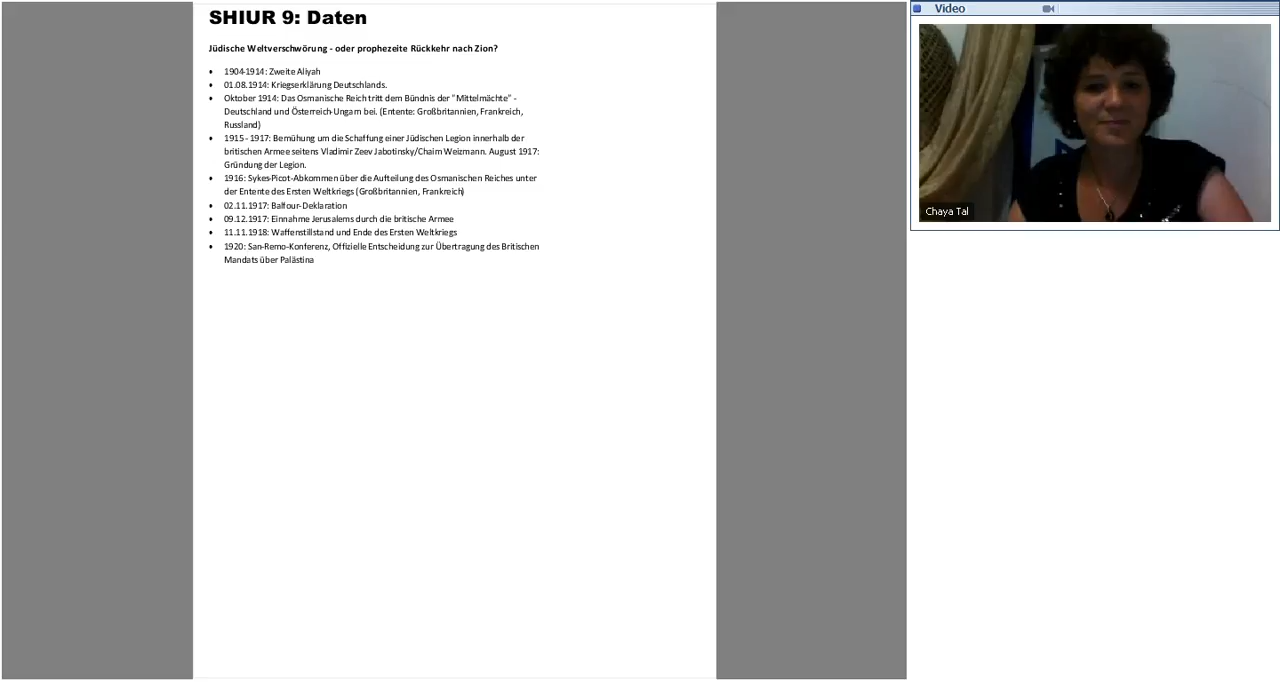 SHIUR 9: Daten
Jüdische Weltverschwörung - oder prophezeite Rückkehr nach Zion?
• 1904-1914: Zweite Aliyah
• 01.08.1914: Kriegserklärung Deutschlands.
• Oktober 1914: Das Osmanische Reich tritt dem Bündnis der "Mittelmächte" -
Deutschland und Österreich-Ungarn bei. (Entente: Großbritannien, Frankreich,
Russland)
• 1915 - 1917: Bemühung um die Schaffung einer Jüdischen Legion innerhalb der
britischen Armee seitens Vladimir Zeev Jabotinsky/Chaim Weizmann. August 1917:
Gründung der Legion.
• 1916: Sykes-Picot-Abkommen über die Aufteilung des Osmanischen Reiches unter
der Entente des Ersten Weltkriegs (Großbritannien, Frankreich)
• 02.11.1917: Balfour-Deklaration
• 09.12.1917: Einnahme Jerusalems durch die britische Armee
• 11.11.1918: Waffenstillstand und Ende des Ersten Weltkriegs
• 1920: San-Remo-Konferenz, Offizielle Entscheidung zur Übertragung des Britischen
Mandats über Palästina
Video
Chaya Tal